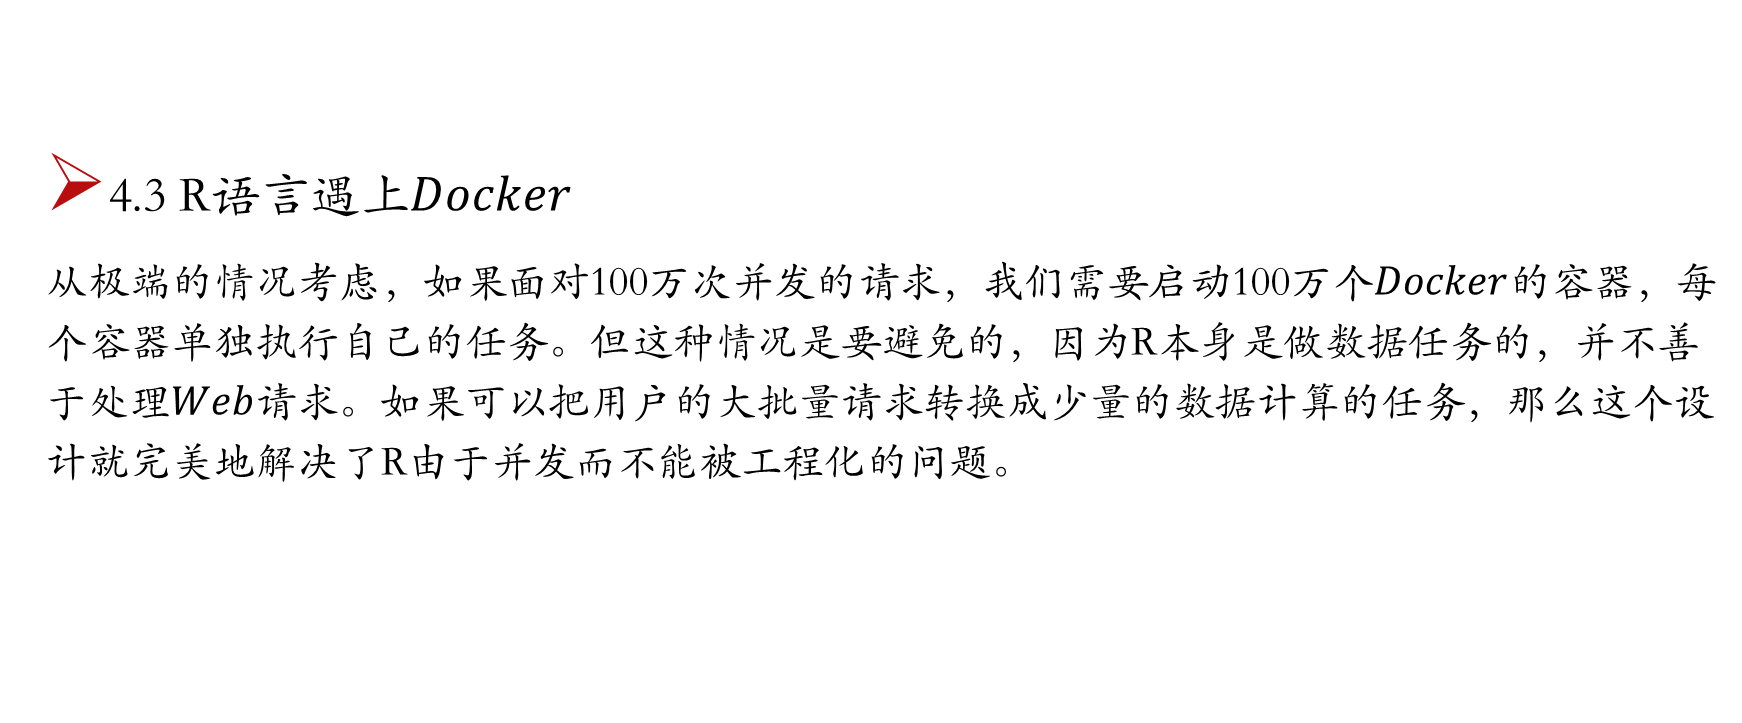 4.3 R语言遇上Docker
从极端的情况考虑，如果面对100万次并发的请求，我们需要启动100万个Docker的容器，每
个容器单独执行自己的任务。但这种情况是要避免的，因为R本身是做数据任务的，并不善
于处理Web请求。如果可以把用户的大批量请求转换成少量的数据计算的任务，那么这个设
计就完美地解决了R由于并发而不能被工程化的问题。